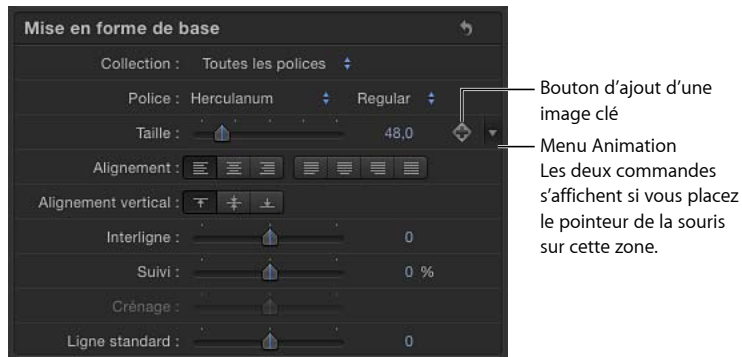 Mise en forme de base
Collection : Toutes les polices
Police : Herculanum Regular
Taille : 48,0
Alignement :
Alignement vertical :
Interligne : 0
Suivi : 0 %
Crénage :
Ligne standard : 0
Bouton d’ajout d’une
image clé
Menu Animation
Les deux commandes
s’affichent si vous placez
le pointeur de la souris
sur cette zone.